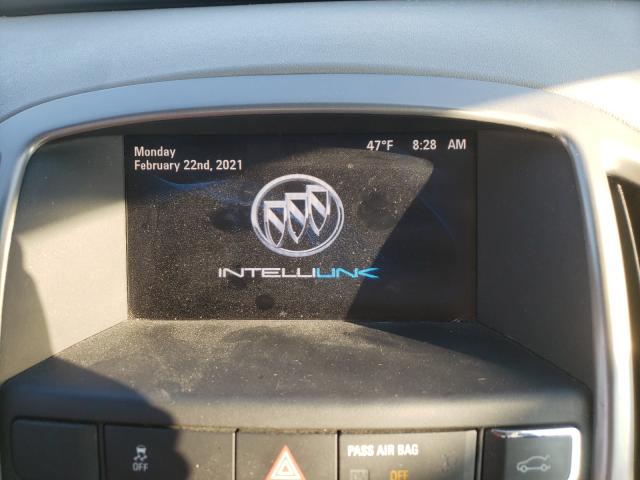 Monday
47°F 8:28 AM
February 22nd, 2021
INTELLILINK
OFF
PASS AIR BAG
OFF